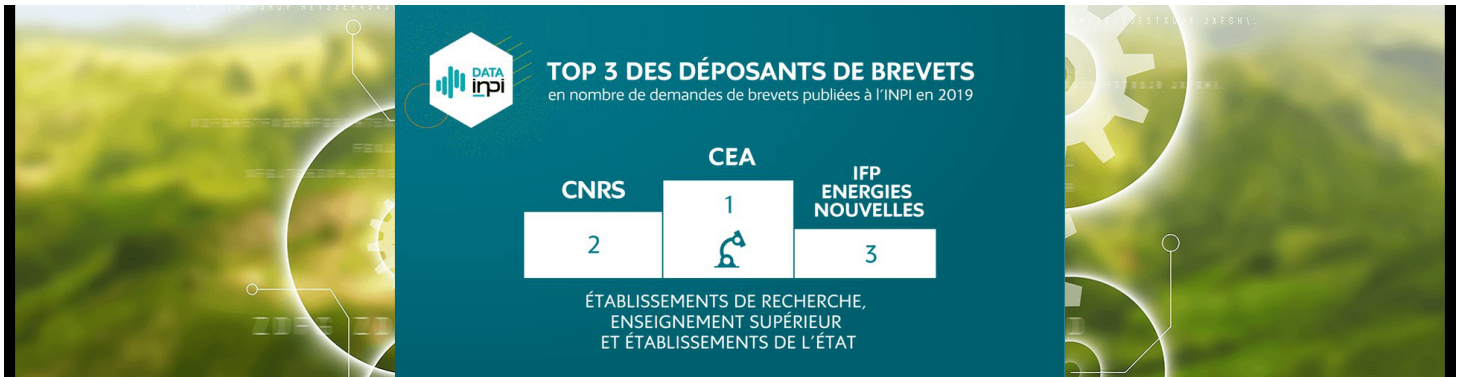 DATA
inpi
TOP 3 DES DÉPOSANTS DE BREVETS
en nombre de demandes de brevets publiées à l'INPI en 2019
CEA
CNRS
IFP
ENERGIES
NOUVELLES
1
2
3
ÉTABLISSEMENTS DE RECHERCHE,
ENSEIGNEMENT SUPÉRIEUR
ET ÉTABLISSEMENTS DE L'ÉTAT